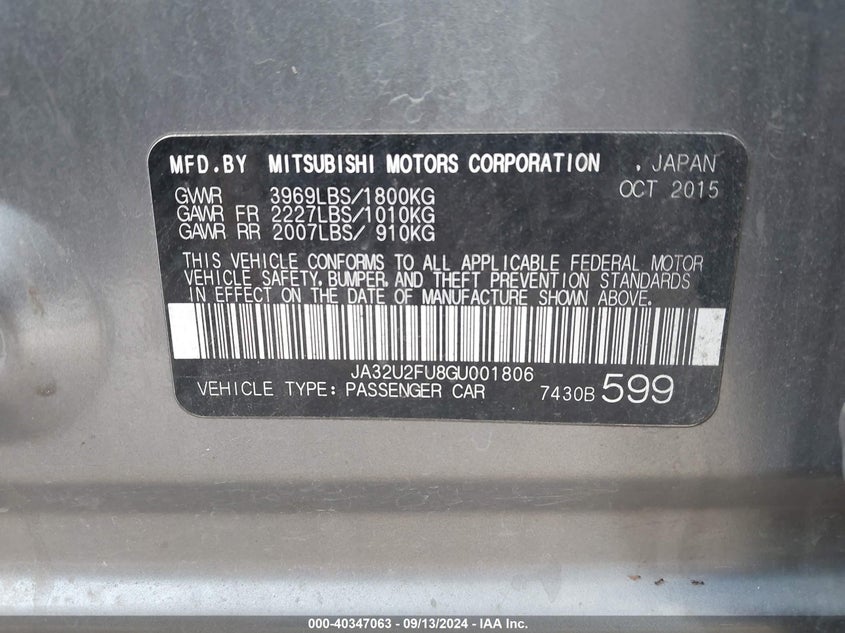 MFD.BY MITSUBISHI MOTORS CORPORATION , JAPAN
GVWR 3969LBS/1800KG OCT 2015
GAWR FR 2227LBS/1010KG
GAWR RR 2007LBS/ 910KG
THIS VEHICLE CONFORMS TO ALL APPLICABLE FEDERAL MOTOR
VEHICLE SAFETY, BUMPER, AND THEFT PREVENTION STANDARDS
IN EFFECT ON THE DATE OF MANUFACTURE SHOWN ABOVE.
JA32U2FU8GU001806
VEHICLE TYPE: PASSENGER CAR 7430B 599
000-40347063 - 09/13/2024 - IAA Inc.